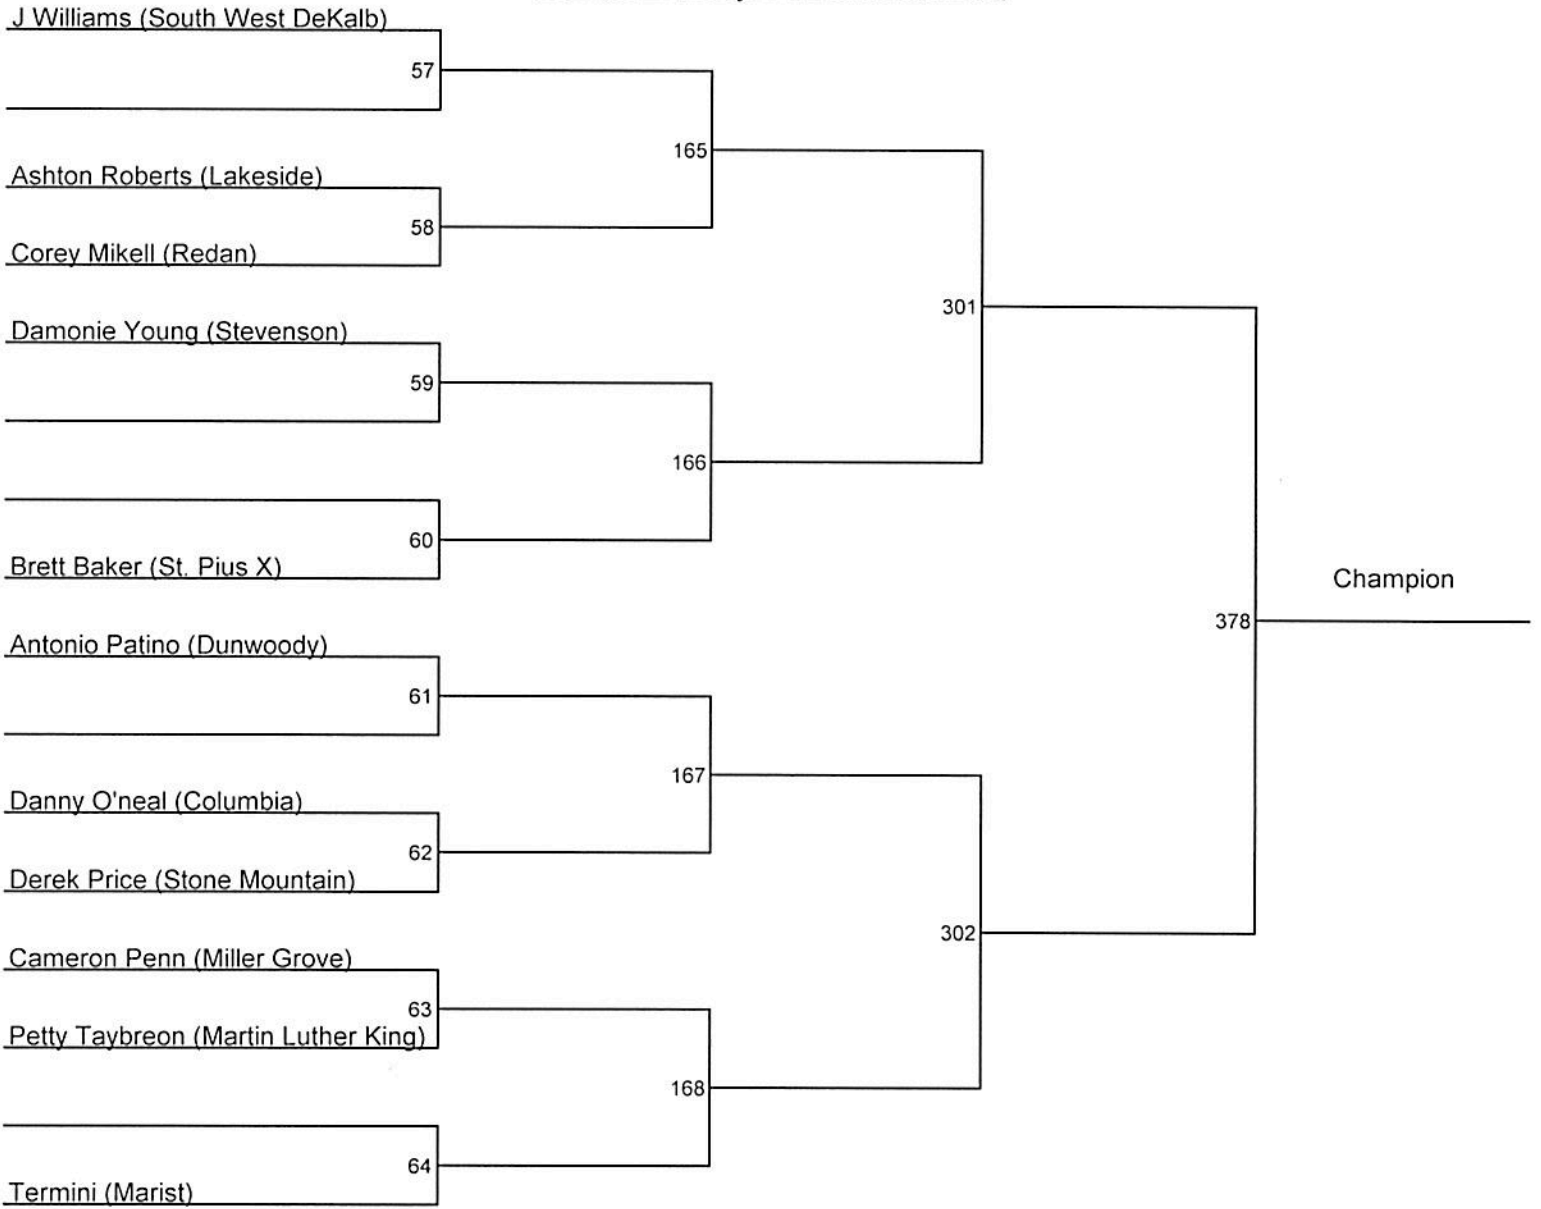 J Williams (South West DeKalb)
57
165
Ashton Roberts (Lakeside)
58
Corey Mikell (Redan)
301
Damonie Young (Stevenson)
59
166
60
Brett Baker (St. Pius X)
Champion
378
Antonio Patino (Dunwoody)
61
167
Danny O'neal (Columbia)
62
Derek Price (Stone Mountain)
302
Cameron Penn (Miller Grove)
63
Petty Taybreon (Martin Luther King)
168
64
Termini (Marist)